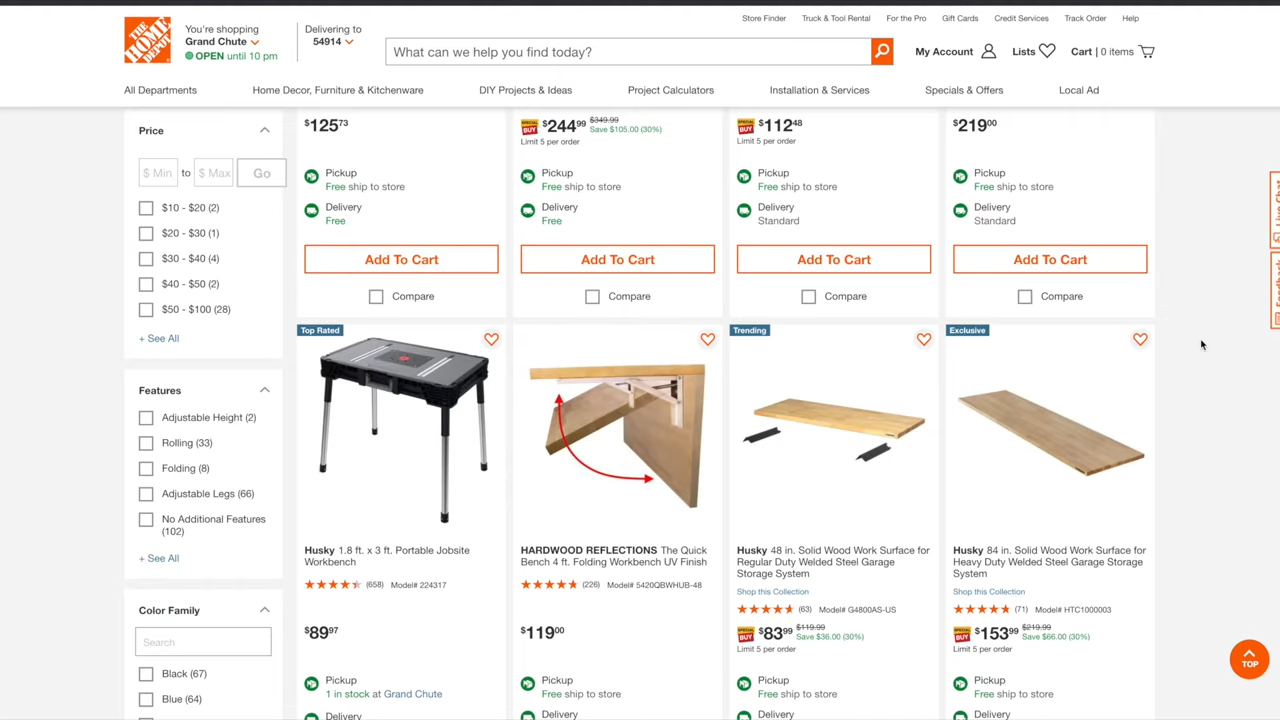 THE HOME DEPOT
You're shopping
Grand Chute
OPEN until 10 pm
Delivering to
54914
Store Finder
Truck & Tool Rental
For the Pro
Gift Cards
Credit Services
Track Order
Help
What can we help you find today?
My Account
Lists
Cart | 0 items
All Departments
Home Decor, Furniture & Kitchenware
DIY Projects & Ideas
Project Calculators
Installation & Services
Specials & Offers
Local Ad
Price
$ Min to $ Max Go
$10 - $20 (2)
$20 - $30 (1)
$30 - $40 (4)
$40 - $50 (2)
$50 - $100 (28)
+ See All
Features
Adjustable Height (2)
Rolling (33)
Folding (8)
Adjustable Legs (66)
No Additional Features
(102)
+ See All
Color Family
Search
Black (67)
Blue (64)
$125 73
Pickup
Free ship to store
Delivery
Free
Add To Cart
Compare
SPECIAL BUY $244 99 $349.99
Save $105.00 (30%)
Limit 5 per order
Pickup
Free ship to store
Delivery
Free
Add To Cart
Compare
SPECIAL BUY $112 48
Limit 5 per order
Pickup
Free ship to store
Delivery
Standard
Add To Cart
Compare
$219 00
Pickup
Free ship to store
Delivery
Standard
Add To Cart
Compare
Top Rated
Husky 1.8 ft. x 3 ft. Portable Jobsite
Workbench
(658) Model# 224317
$89 97
Pickup
1 in stock at Grand Chute
Delivery
HARDWOOD REFLECTIONS The Quick
Bench 4 ft. Folding Workbench UV Finish
(226) Model# 5420QBWHUB-48
$119 00
Pickup
Free ship to store
Delivery
Trending
Husky 48 in. Solid Wood Work Surface for
Regular Duty Welded Steel Garage
Storage System
Shop this Collection
(63) Model# G4800AS-US
SPECIAL BUY $83 99 $119.99
Save $36.00 (30%)
Limit 5 per order
Pickup
Free ship to store
Delivery
Exclusive
Husky 84 in. Solid Wood Work Surface for
Heavy Duty Welded Steel Garage Storage
System
Shop this Collection
(71) Model# HTC1000003
SPECIAL BUY $153 99 $219.99
Save $66.00 (30%)
Limit 5 per order
Pickup
Free ship to store
Delivery
Live Chat
Feedback
TOP